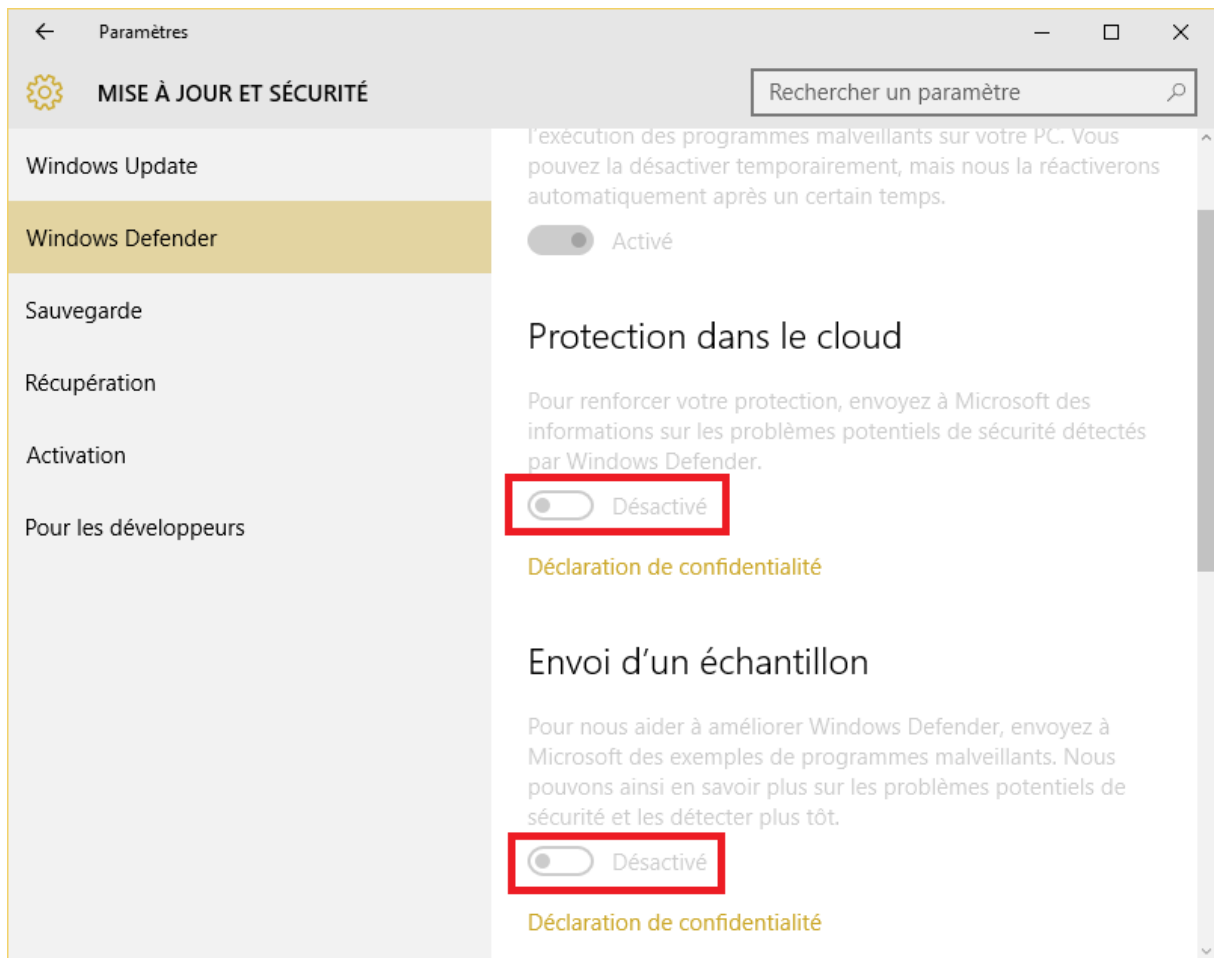 Paramètres
MISE À JOUR ET SÉCURITÉ
Rechercher un paramètre
Windows Update
Windows Defender
Sauvegarde
Récupération
Activation
Pour les développeurs
l'exécution des programmes malveillants sur votre PC. Vous
pouvez la désactiver temporairement, mais nous la réactiverons
automatiquement après un certain temps.
Activé
Protection dans le cloud
Pour renforcer votre protection, envoyez à Microsoft des
informations sur les problèmes potentiels de sécurité détectés
par Windows Defender.
Désactivé
Déclaration de confidentialité
Envoi d'un échantillon
Pour nous aider à améliorer Windows Defender, envoyez à
Microsoft des exemples de programmes malveillants. Nous
pouvons ainsi en savoir plus sur les problèmes potentiels de
sécurité et les détecter plus tôt.
Désactivé
Déclaration de confidentialité